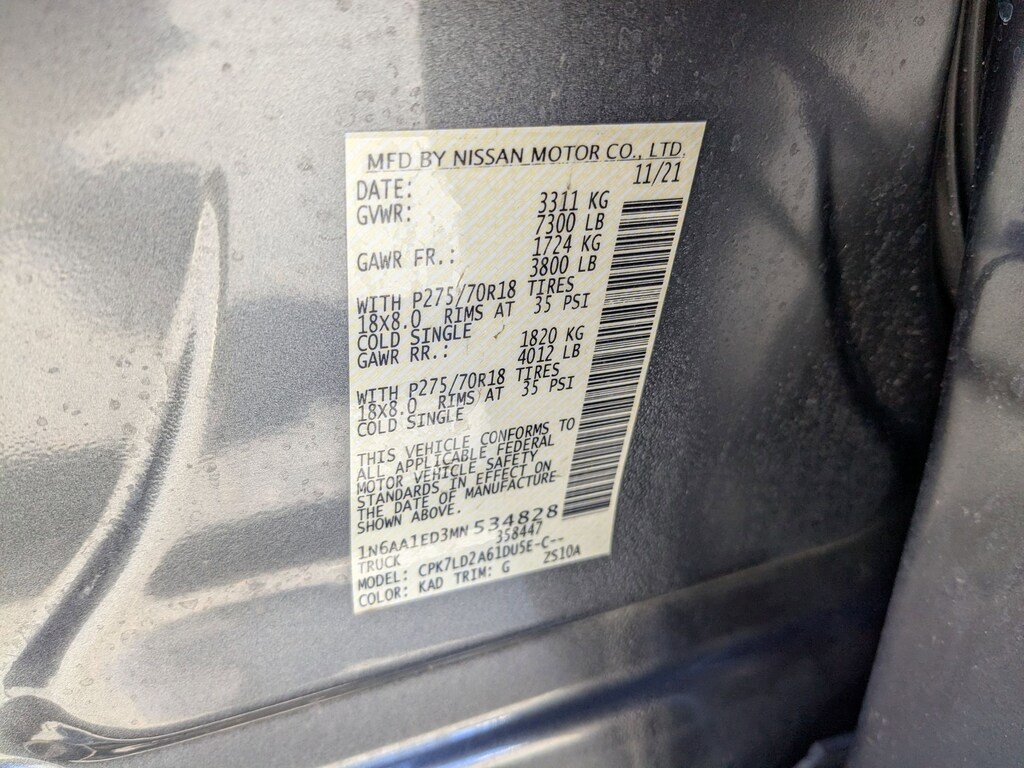 MFD BY NISSAN MOTOR CO., LTD.
DATE: 11/21
GVWR: 3311 KG
7300 LB
GAWR FR.: 1724 KG
3800 LB
WITH P275/70R18 TIRES
18X8.0 RIMS AT 35 PSI
COLD SINGLE
GAWR RR.: 1820 KG
4012 LB
WITH P275/70R18 TIRES
18X8.0 RIMS AT 35 PSI
COLD SINGLE
THIS VEHICLE CONFORMS TO
ALL APPLICABLE FEDERAL
MOTOR VEHICLE SAFETY
STANDARDS IN EFFECT ON
THE DATE OF MANUFACTURE
SHOWN ABOVE.
1N6AA1ED3MN534828
TRUCK 358447
MODEL: CPK7LD2A61DU5E-C--
COLOR: KAD TRIM: G ZS10A